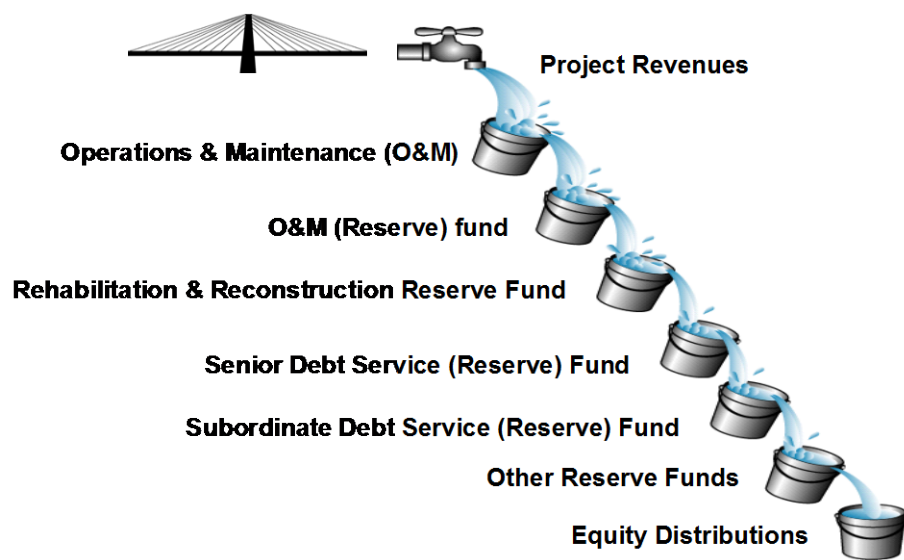 Project Revenues
Operations & Maintenance (O&M)
O&M (Reserve) fund
Rehabilitation & Reconstruction Reserve Fund
Senior Debt Service (Reserve) Fund
Subordinate Debt Service (Reserve) Fund
Other Reserve Funds
Equity Distributions